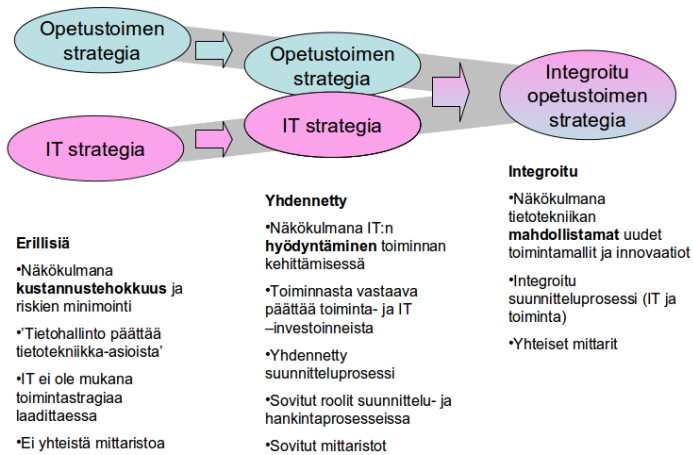 Opetustoimen
strategia
IT strategia
Opetustoimen
strategia
IT strategia
Integroitu
opetustoimen
strategia
Erillisiä
•Näkökulmana
kustannustehokkuus ja
riskien minimointi
•’Tietohallinto päättää
tietotekniikka-asioista’
•IT ei ole mukana
toimintastragiaa
laadittaessa
•Ei yhteistä mittaristoa
Yhdennetty
•Näkökulmana IT:n
hyödyntäminen toiminnan
kehittämisessä
•Toiminnasta vastaava
päättää toiminta- ja IT
–investoinneista
•Yhdennetty
suunnitteluprosessi
•Sovitut roolit suunnittelu- ja
hankintaprosesseissa
•Sovitut mittaristot
Integroitu
•Näkökulmana
tietotekniikan
mahdollistamat uudet
toimintamallit ja innovaatiot
•Integroitu
suunnitteluprosessi (IT ja
toiminta)
•Yhteiset mittarit